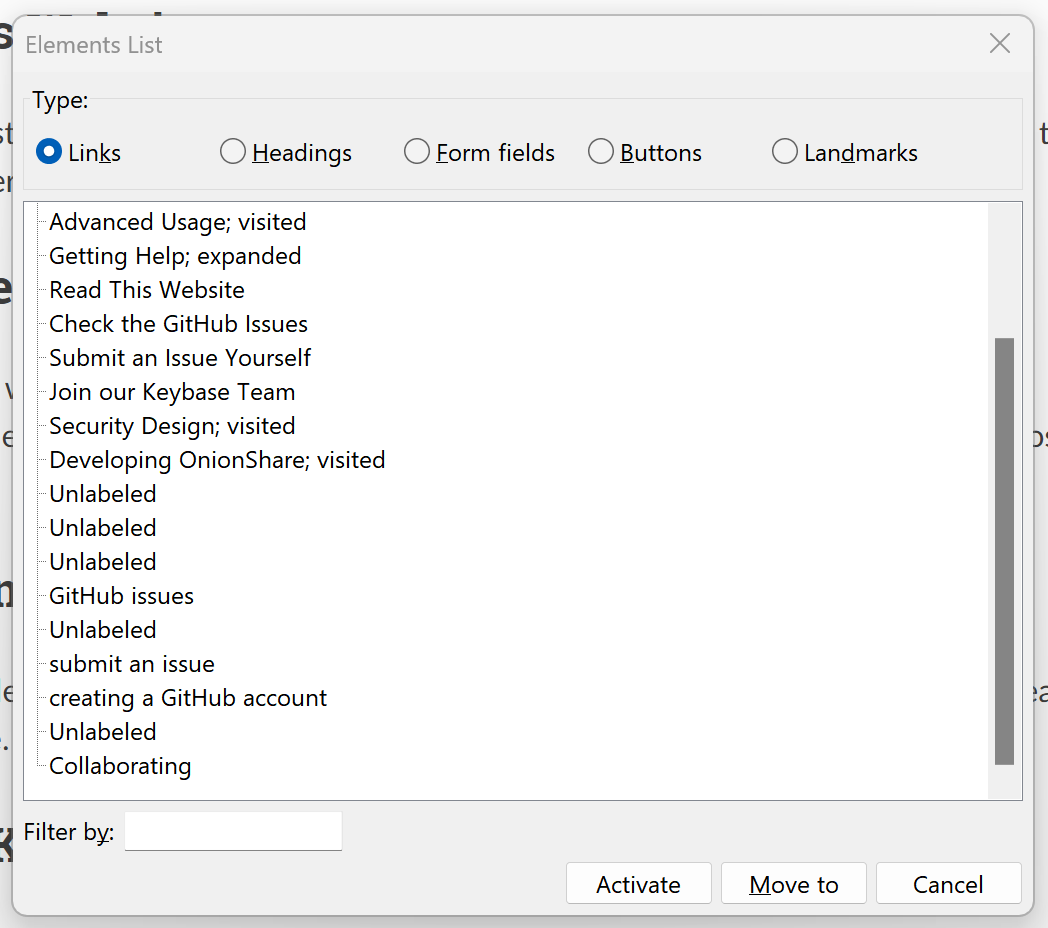 Elements List
Type:
Links Headings Form fields Buttons Landmarks
Advanced Usage; visited
Getting Help; expanded
Read This Website
Check the GitHub Issues
Submit an Issue Yourself
Join our Keybase Team
Security Design; visited
Developing OnionShare; visited
Unlabeled
Unlabeled
Unlabeled
GitHub issues
Unlabeled
submit an issue
creating a GitHub account
Unlabeled
Collaborating
Filter by:
Activate Move to Cancel